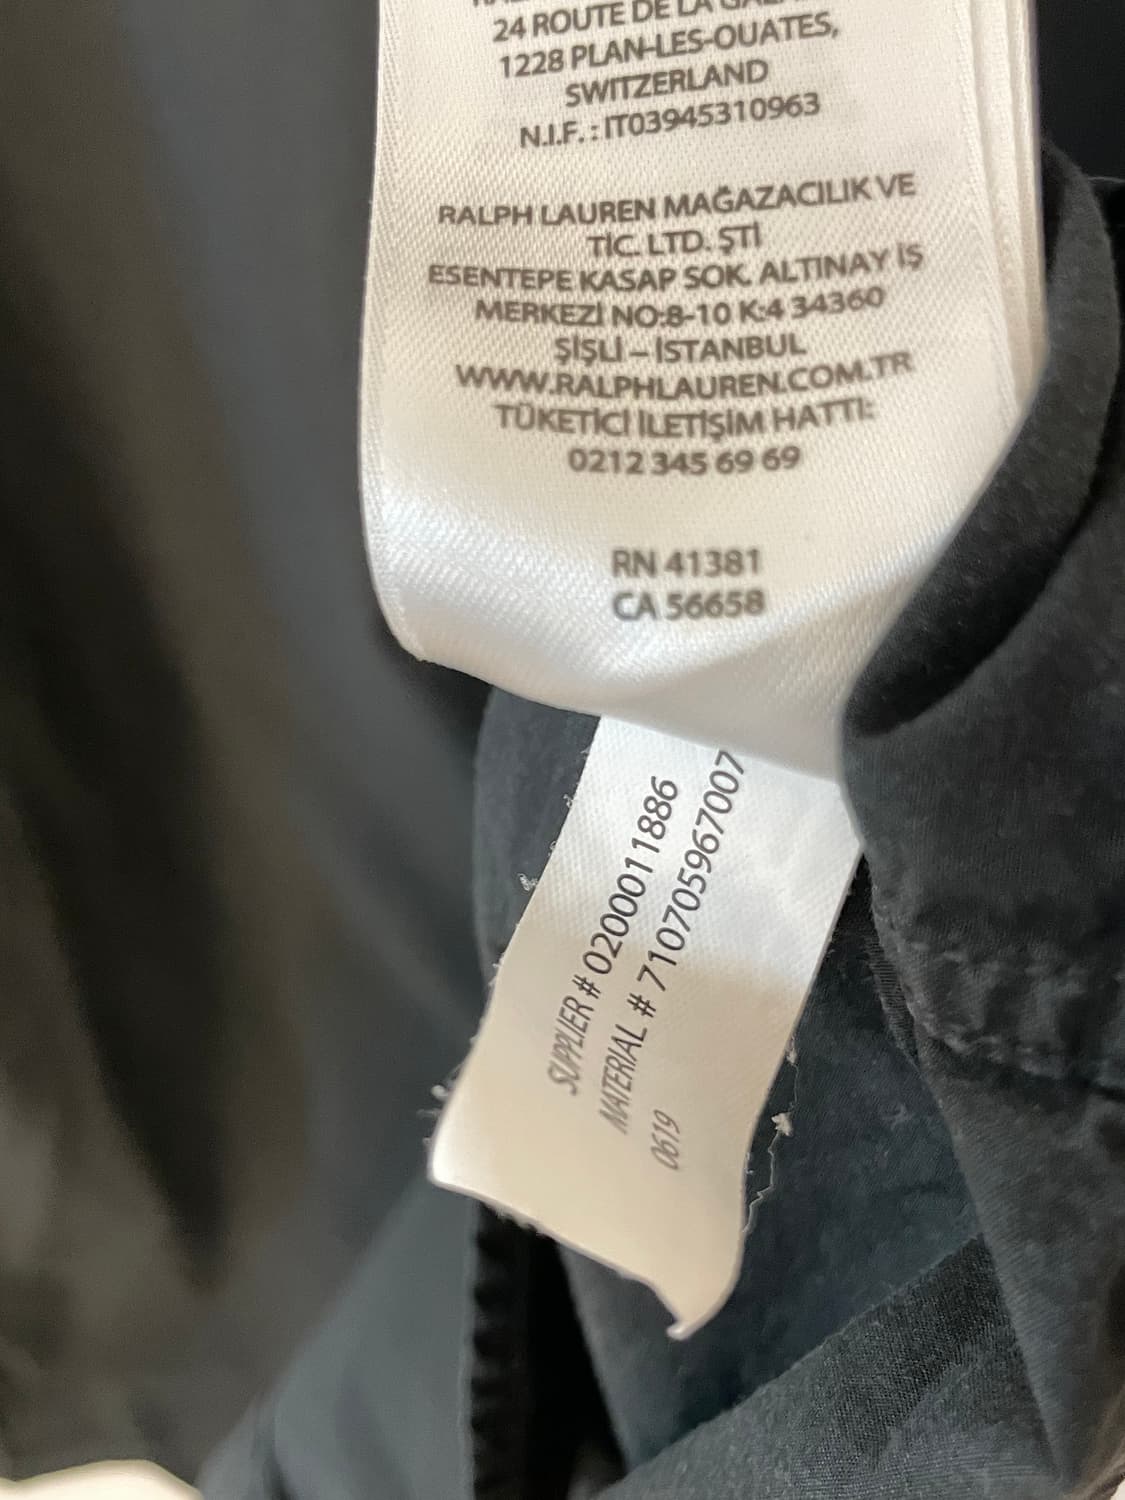 24 ROUTE DE LA
1228 PLAN-LES-OUATES,
SWITZERLAND
N.I.F. : IT03945310963
RALPH LAUREN MAĞAZACILIK VE
TİC. LTD. ŞTİ
ESENTEPE KASAP SOK. ALTINAY İŞ
MERKEZİ NO:8-10 K:4 34360
ŞİŞLİ – İSTANBUL
WWW.RALPHLAUREN.COM.TR
TÜKETİCİ İLETİŞİM HATTI:
0212 345 69 69
RN 41381
CA 56658
SUPPLIER # 0200011886
MATERIAL # 710705967007
0619